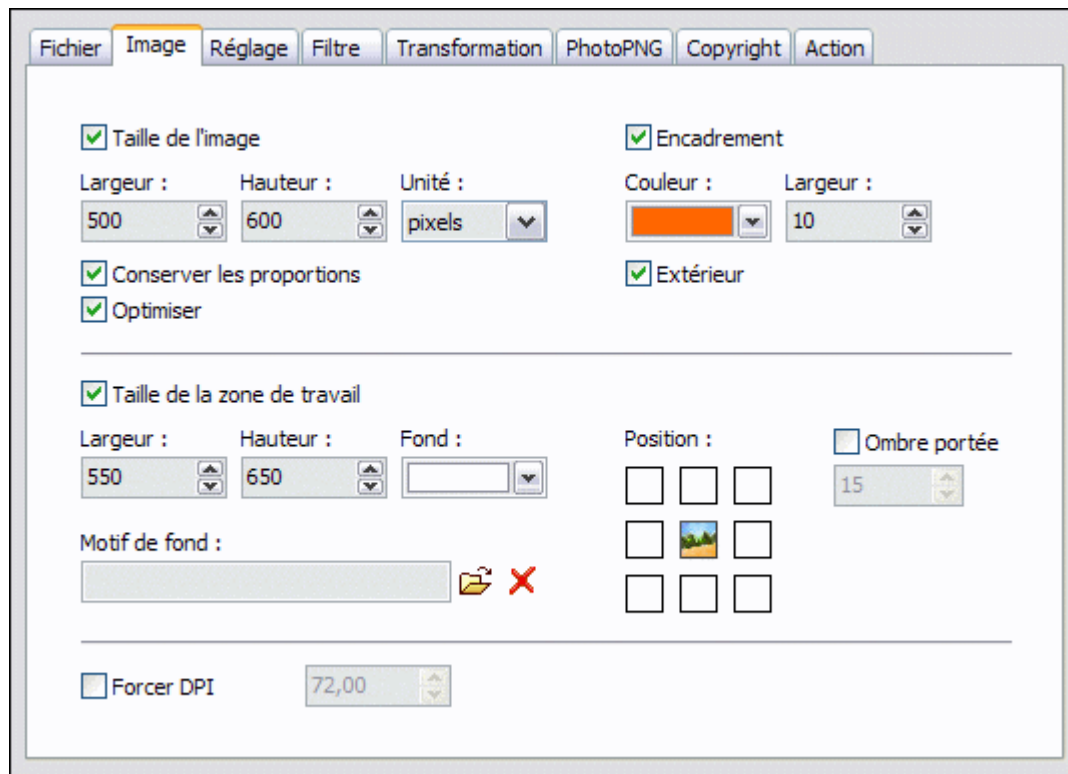 Fichier Image Réglage Filtre Transformation PhotoPNG Copyright Action
Taille de l'image Encadrement
Largeur : Hauteur : Unité : Couleur : Largeur :
500 600 pixels 10
Conserver les proportions Extérieur
Optimiser
Taille de la zone de travail
Largeur : Hauteur : Fond : Position : Ombre portée
550 650 15
Motif de fond :
Forcer DPI 72,00